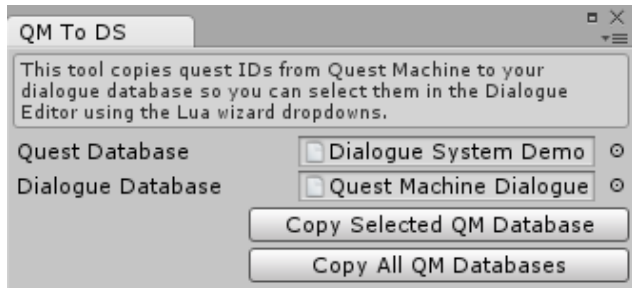 QM To DS
This tool copies quest IDs from Quest Machine to your
dialogue database so you can select them in the Dialogue
Editor using the Lua wizard dropdowns.
Quest Database Dialogue System Demo
Dialogue Database Quest Machine Dialogue
Copy Selected QM Database
Copy All QM Databases